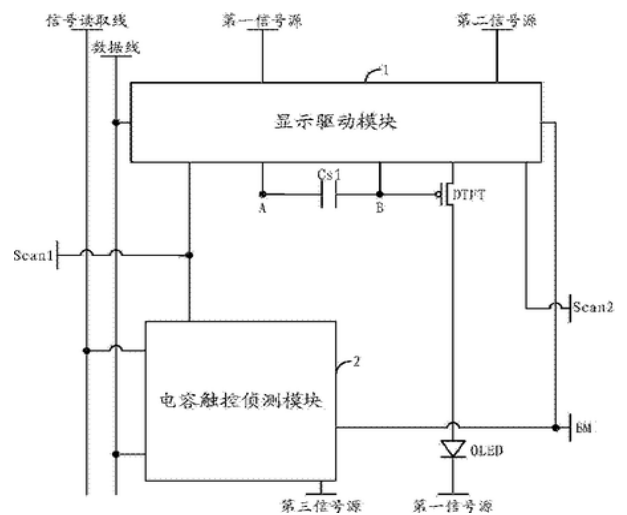 信号读取线
第一信号源
第二信号源
数据线
1
显示驱动模块
Cs1
A
B
DTFT
Scan1
Scan2
2
电容触控侦测模块
EM
OLED
第三信号源
第一信号源